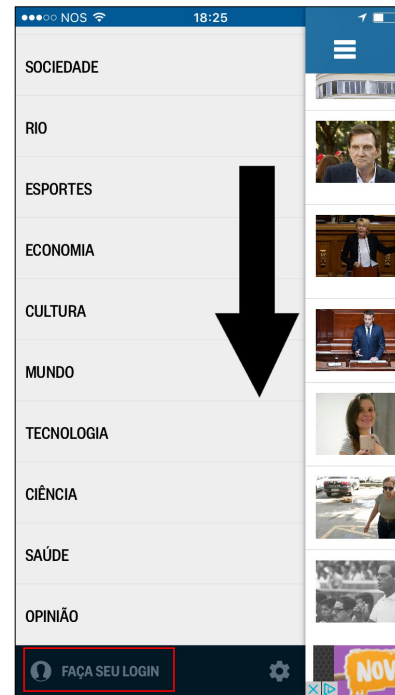 NOS 18:25
SOCIEDADE
RIO
ESPORTES
ECONOMIA
CULTURA
MUNDO
TECNOLOGIA
CIÊNCIA
SAÚDE
OPINIÃO
FAÇA SEU LOGIN
NOV